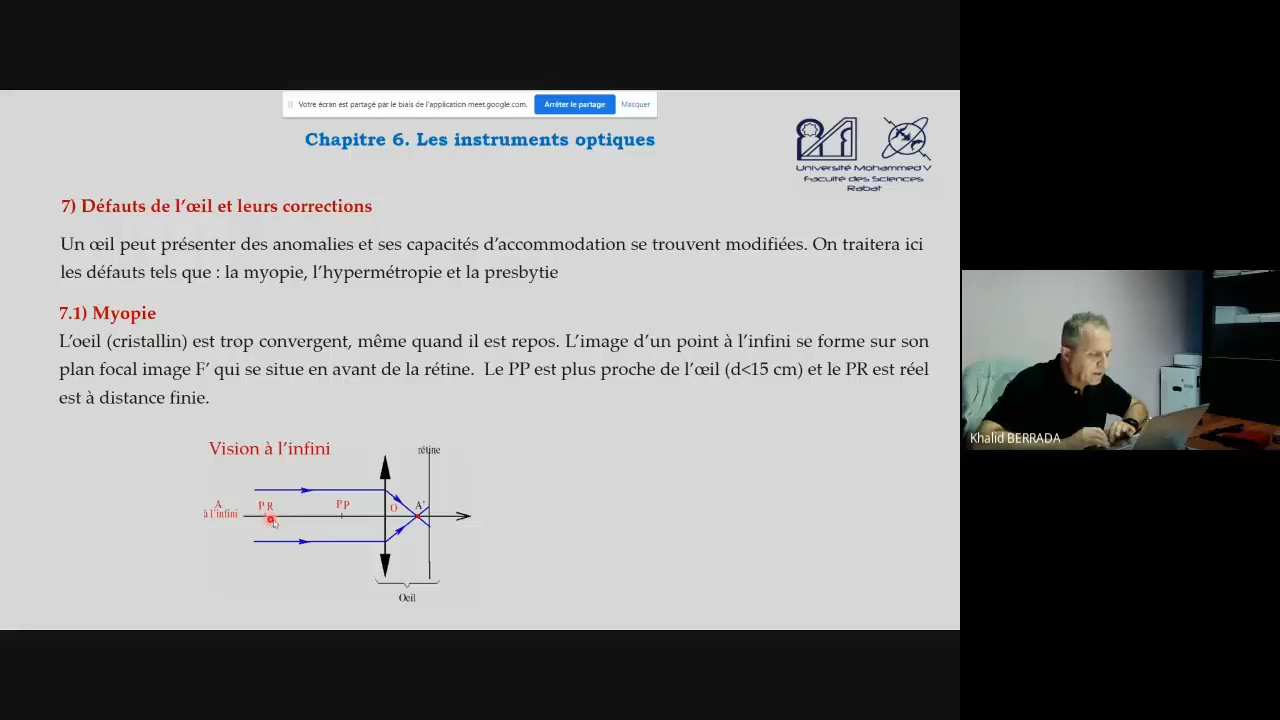 Votre écran est partagé par le biais de l'application meet.google.com.
Arrêter le partage
Masquer
Chapitre 6. Les instruments optiques
Université Mohammed V
Faculté des Sciences
Rabat
7) Défauts de l'œil et leurs corrections
Un œil peut présenter des anomalies et ses capacités d'accommodation se trouvent modifiées. On traitera ici
les défauts tels que : la myopie, l'hypermétropie et la presbytie
7.1) Myopie
L'oeil (cristallin) est trop convergent, même quand il est repos. L'image d'un point à l'infini se forme sur son
plan focal image F' qui se situe en avant de la rétine. Le PP est plus proche de l'œil (d<15 cm) et le PR est réel
est à distance finie.
Vision à l'infini
rétine
A
à l'infini
PR
PP
O
A'
Oeil
Khalid BERRADA